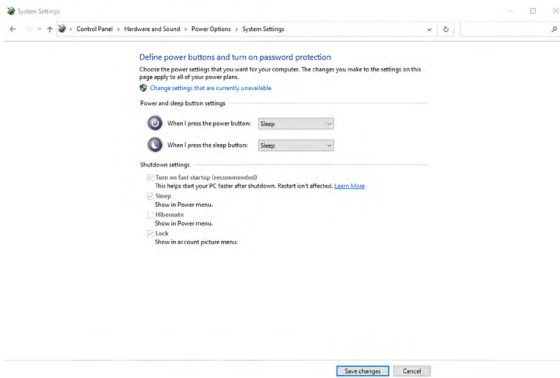 System Settings
Control Panel > Hardware and Sound > Power Options > System Settings
Define power buttons and turn on password protection
Choose the power settings that you want for your computer. The changes you make to the settings on this
page apply to all of your power plans.
Change settings that are currently unavailable
Power and sleep button settings
When I press the power button: Sleep
When I press the sleep button: Sleep
Shutdown settings
Turn on fast startup (recommended)
This helps start your PC faster after shutdown. Restart isn't affected. Learn More
Sleep
Show in Power menu.
Hibernate
Show in Power menu.
Lock
Show in account picture menu.
Save changes Cancel